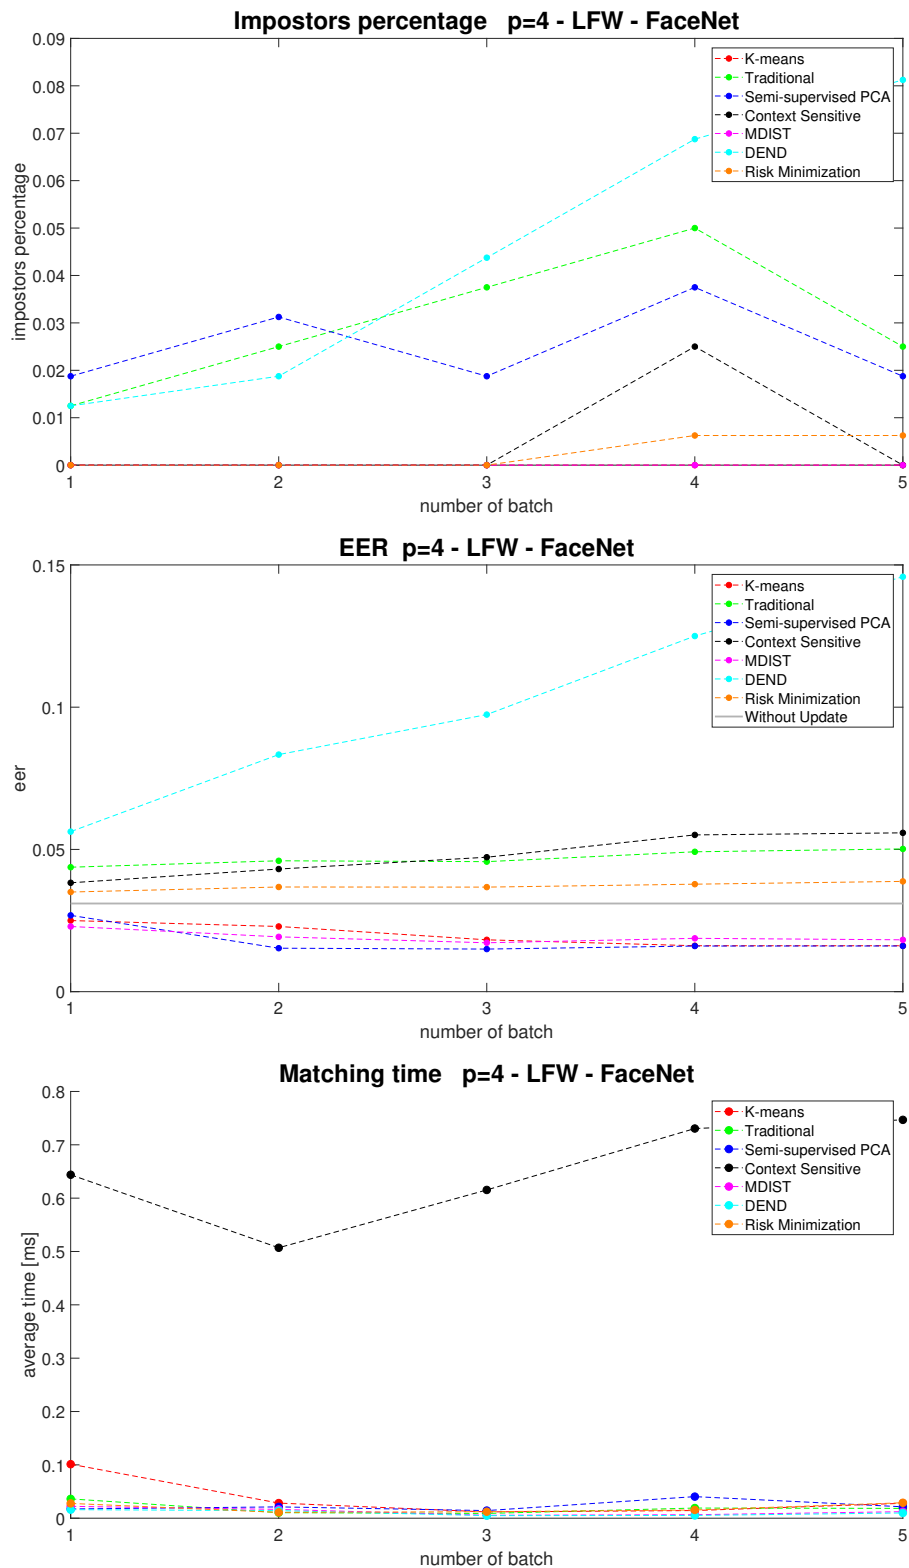 Impostors percentage p=4 - LFW - FaceNet
0.09
0.08
0.07
0.06
0.05
0.04
0.03
0.02
0.01
0
impostors percentage
K-means
Traditional
Semi-supervised PCA
Context Sensitive
MDIST
DEND
Risk Minimization
1 2 3 4 5
number of batch
EER p=4 - LFW - FaceNet
0.15
0.1
0.05
0
eer
K-means
Traditional
Semi-supervised PCA
Context Sensitive
MDIST
DEND
Risk Minimization
Without Update
1 2 3 4 5
number of batch
Matching time p=4 - LFW - FaceNet
0.8
0.7
0.6
0.5
0.4
0.3
0.2
0.1
0
average time [ms]
K-means
Traditional
Semi-supervised PCA
Context Sensitive
MDIST
DEND
Risk Minimization
1 2 3 4 5
number of batch